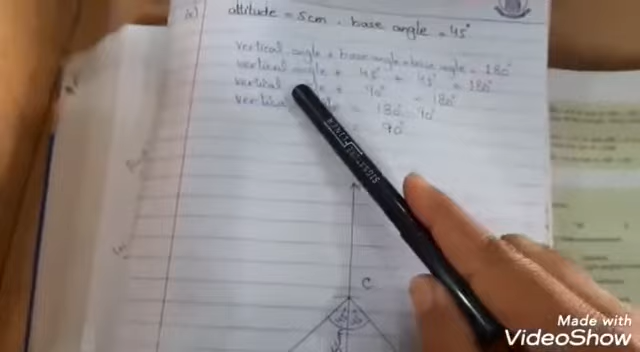 altitude = 5cm . base angle = 45°
vertical angle + base angle + base angle = 180°
vertical angle + 45° + 45° = 180°
vertical + 90° = 180°
= 180° - 90°
= 90°
C
Made with
VideoShow